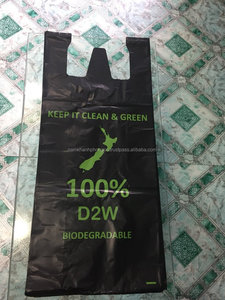 KEEP IT CLEAN & GREEN
100%
D2W
BIODEGRADABLE